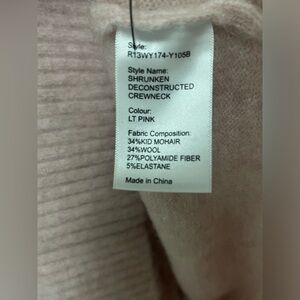 Style:
R13WY174-Y105B
Style Name:
SHRUNKEN
DECONSTRUCTED
CREWNECK
Colour:
LT PINK
Fabric Composition:
34%KID MOHAIR
34%WOOL
27%POLYAMIDE FIBER
5%ELASTANE
Made in China